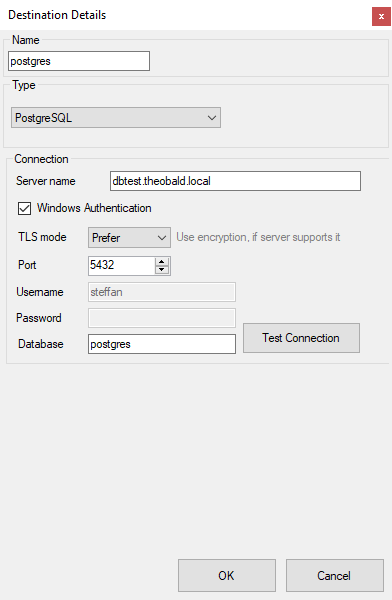 Destination Details
x
Name
postgres
Type
PostgreSQL
Connection
Server name dbtest.theobald.local
Windows Authentication
TLS mode Prefer Use encryption, if server supports it
Port 5432
Username steffan
Password
Database postgres Test Connection
OK Cancel